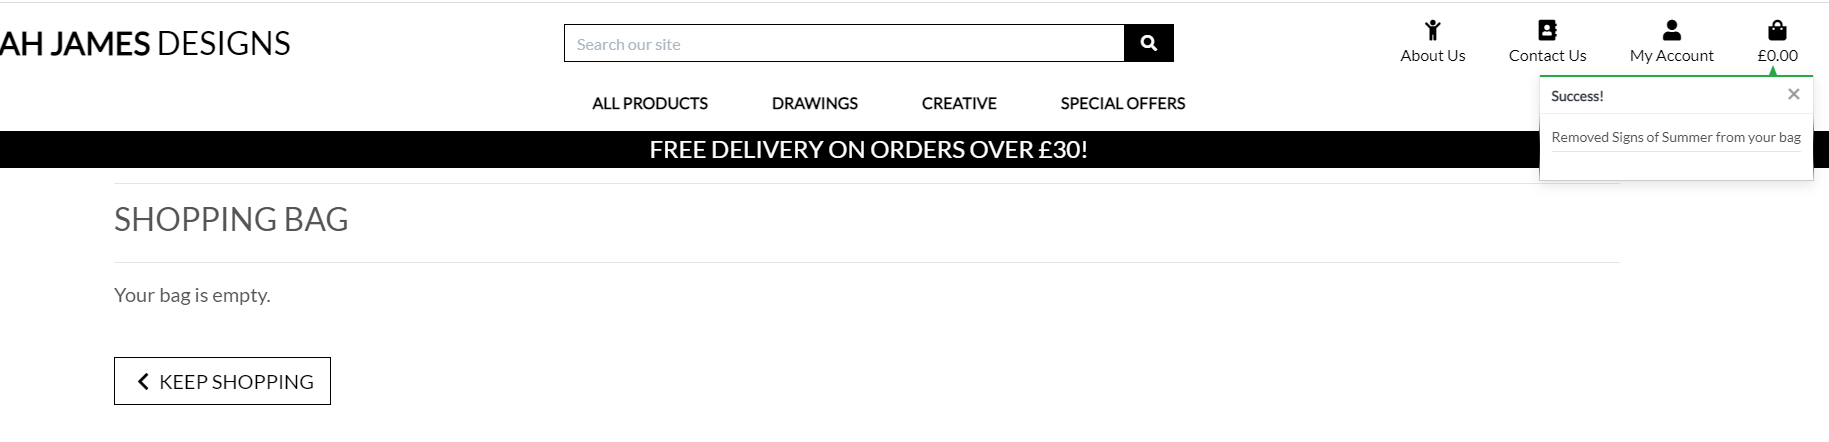 AH JAMES DESIGNS
Search our site
About Us
Contact Us
My Account
£0.00
ALL PRODUCTS
DRAWINGS
CREATIVE
SPECIAL OFFERS
Success!
×
Removed Signs of Summer from your bag
FREE DELIVERY ON ORDERS OVER £30!
SHOPPING BAG
Your bag is empty.
KEEP SHOPPING